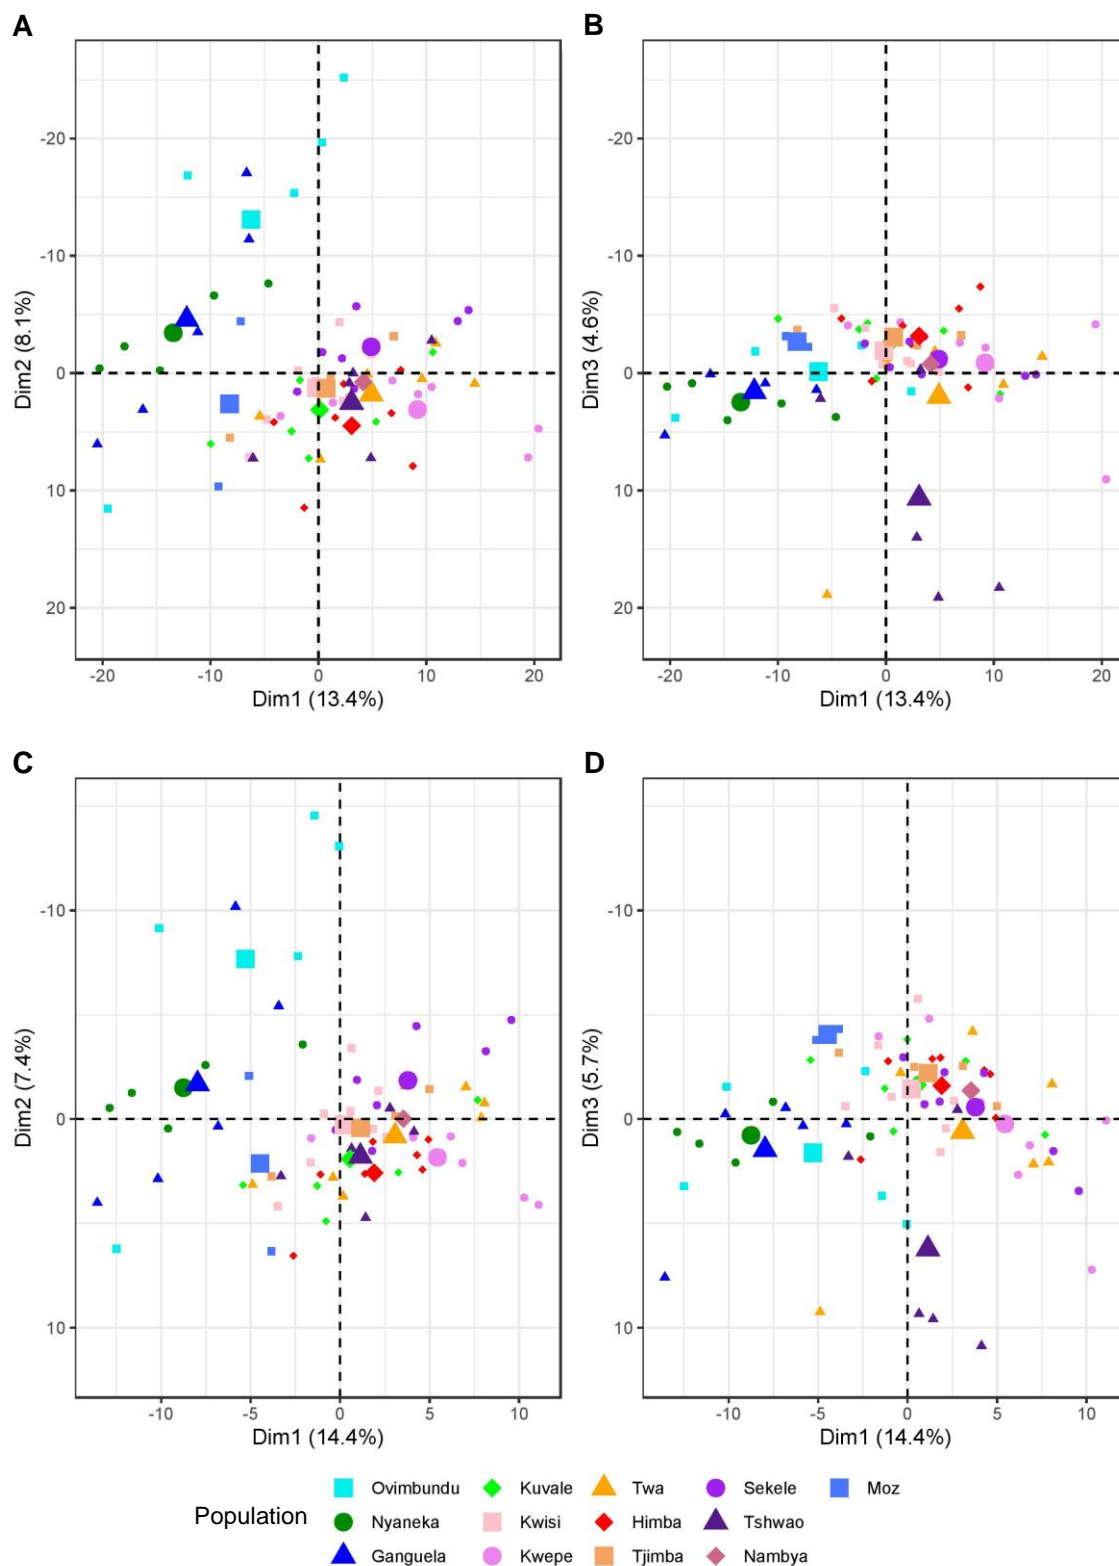 A
B
-20
-10
0
10
20
Dim2 (8.1%)
-20 -10 0 10 20
Dim1 (13.4%)
-20
-10
0
10
20
Dim3 (4.6%)
-20 -10 0 10 20
Dim1 (13.4%)
C
D
-10
0
10
Dim2 (7.4%)
-10 -5 0 5 10
Dim1 (14.4%)
-10
0
10
Dim3 (5.7%)
-10 -5 0 5 10
Dim1 (14.4%)
Population
Ovimbundu Kuvale Twa Sekele Moz
Nyaneka Kwisi Himba Tshwao
Ganguela Kwepe Tjimba Nambya